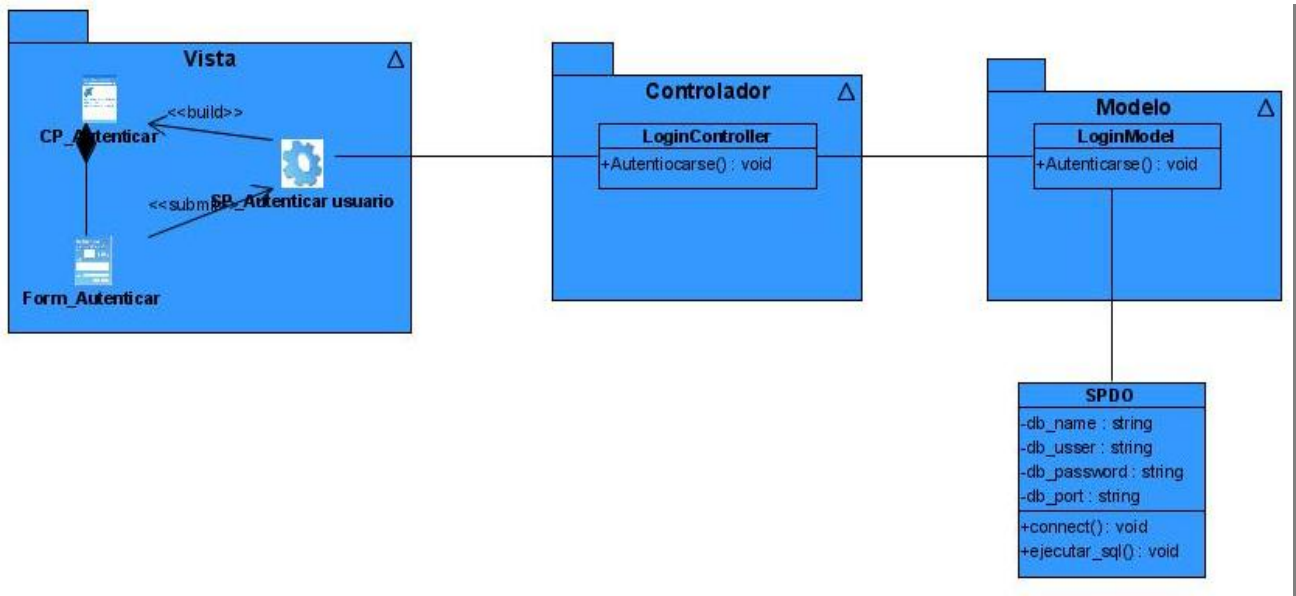 Vista
<<build>>
CP_Autenticar
<<submit>>
SP_Autenticar usuario
Form_Autenticar
Controlador
LoginController
+Autentiocarse() : void
Modelo
LoginModel
+Autenticarse() : void
SPDO
-db_name : string
-db_usser : string
-db_password : string
-db_port : string
+connect() : void
+ejecutar_sql() : void